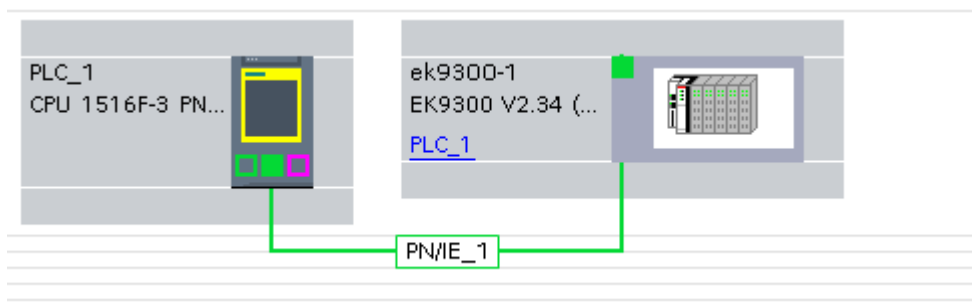 PLC_1
CPU 1516F-3 PN...
ek9300-1
EK9300 V2.34 (...
PLC_1
PN/IE_1